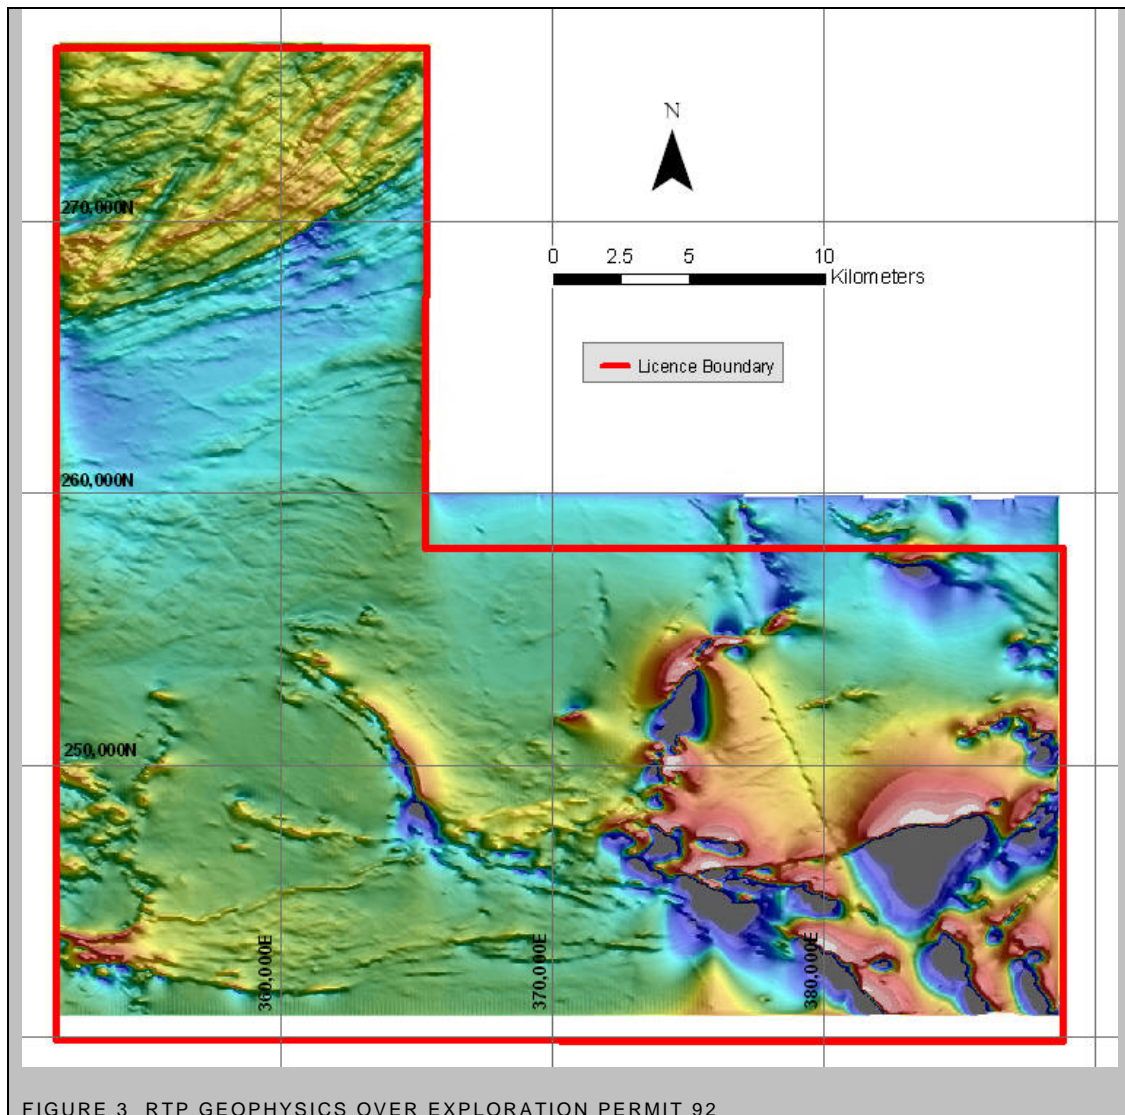 N
270,000N
0 2.5 5 10
Kilometers
Licence Boundary
260,000N
250,000N
360,000E
370,000E
380,000E
FIGURE 3 RTP GEOPHYSICS OVER EXPLORATION PERMIT 92